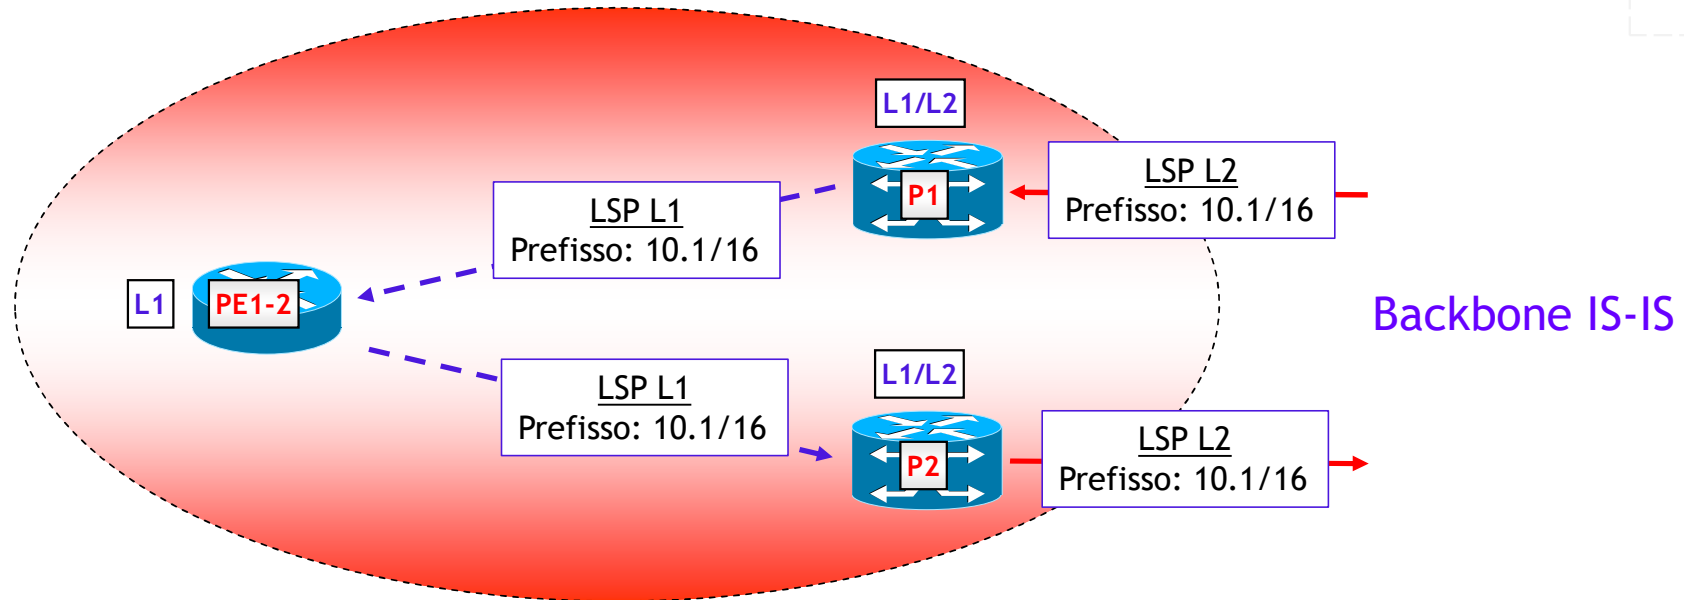 L1/L2
P1
LSP L2
Prefisso: 10.1/16
LSP L1
Prefisso: 10.1/16
L1
PE1-2
Backbone IS-IS
LSP L1
Prefisso: 10.1/16
L1/L2
P2
LSP L2
Prefisso: 10.1/16